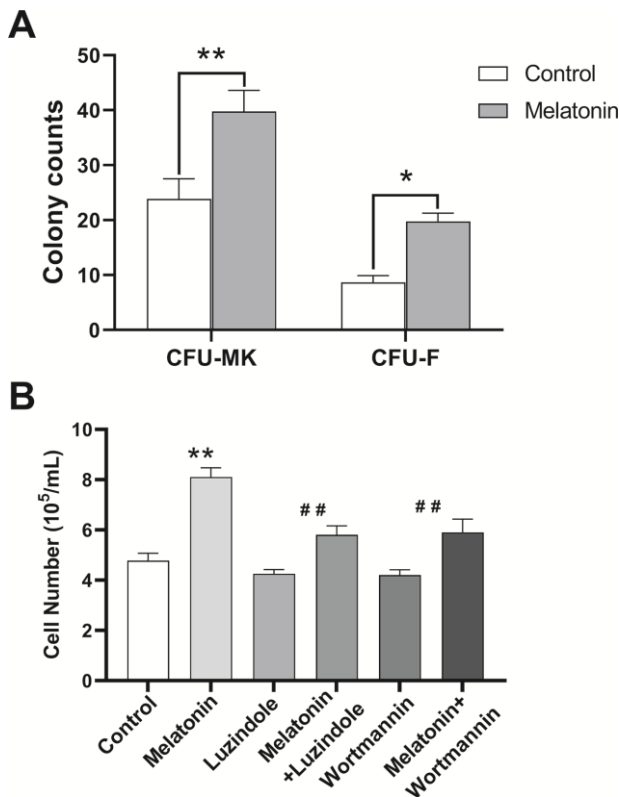 A
Colony counts
50
40
30
20
10
0
**
*
Control
Melatonin
CFU-MK
CFU-F
B
Cell Number (10⁵/mL)
10
8
6
4
2
0
**
##
##
Control
Melatonin
Luzindole
Melatonin
+Luzindole
Wortmannin
Melatonin+
Wortmannin